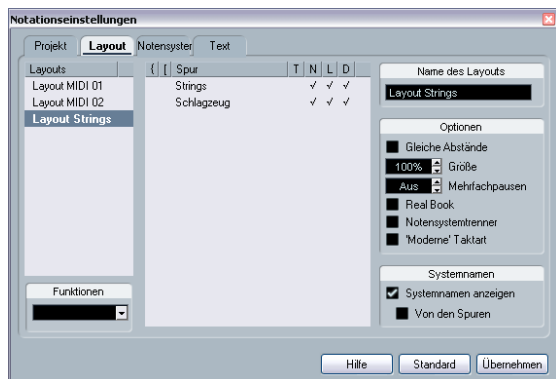 Notationseinstellungen
Projekt Layout Notensyster Text
Layouts
Layout MIDI 01
Layout MIDI 02
Layout Strings
Funktionen
{ [ Spur T N L D
Strings √ √ √
Schlagzeug √ √ √
Name des Layouts
Layout Strings
Optionen
Gleiche Abstände
100% Größe
Aus Mehrfachpausen
Real Book
Notensystemtrenner
'Moderne' Taktart
Systemnamen
Systemnamen anzeigen
Von den Spuren
Hilfe Standard Übernehmen